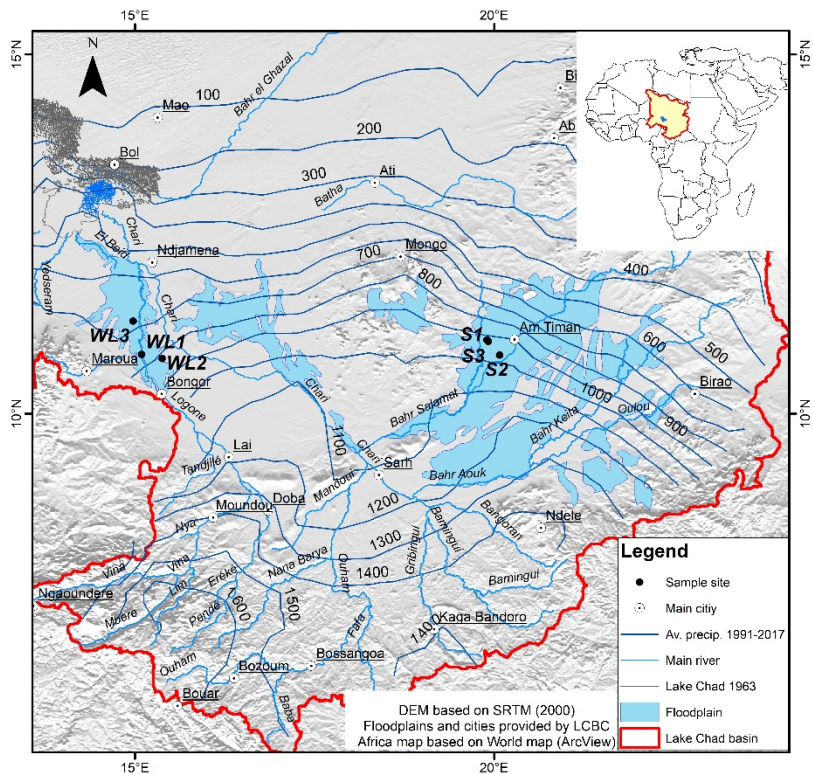 15°E
20°E
15°N
15°N
N
Bahr el Ghazal
Bi
100
Mao
Ab
200
Bol
300
Ati
Batha
Chari
El Beid
Ndjamena
700
Mongo
400
Yedseram
Chari
800
WL3
S1
Am Timan
WL1
600
S3
500
Maroua
WL2
S2
Bongor
1000
Birao
10°N
10°N
Logone
Chari
Bahr Salamat
Bahr Keita
Oulou
900
1100
Lai
Chari
Tandjilé
Sarh
Mandoul
Bahr Aouk
Doba
1200
Moundou
Bangoran
Ndele
Nya
Bamingui
1300
Gribingui
Vina
Vina
Nana Barya
Ouham
1400
Lim
Eréké
Bamingui
Ngaoundere
Mbere
Pendé
1600
1500
Fafa
Kaga Bandoro
1400
Ouham
Bossangoa
Bozoum
Bouar
Baba
Legend
Sample site
Main citiy
Av. precip. 1991-2017
Main river
Lake Chad 1963
Floodplain
Lake Chad basin
DEM based on SRTM (2000)
Floodplains and cities provided by LCBC
Africa map based on World map (ArcView)
15°E
20°E